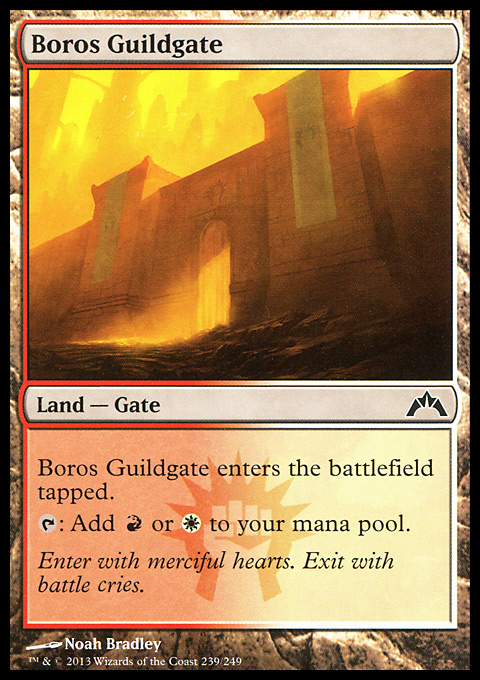 Boros Guildgate
Land — Gate
Boros Guildgate enters the battlefield
tapped.
: Add or to your mana pool.
Enter with merciful hearts. Exit with
battle cries.
Noah Bradley
™ & © 2013 Wizards of the Coast 239/249